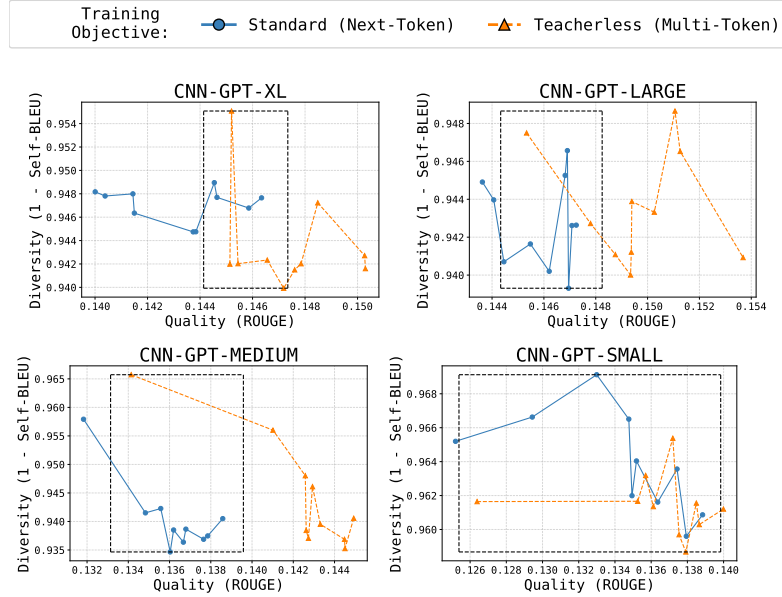 Training
Objective:
Standard (Next-Token)
Teacherless (Multi-Token)
CNN-GPT-XL
Diversity (1 - Self-BLEU)
0.954
0.952
0.950
0.948
0.946
0.944
0.942
0.940
0.140 0.142 0.144 0.146 0.148 0.150
Quality (ROUGE)
CNN-GPT-LARGE
Diversity (1 - Self-BLEU)
0.948
0.946
0.944
0.942
0.940
0.144 0.146 0.148 0.150 0.152 0.154
Quality (ROUGE)
CNN-GPT-MEDIUM
Diversity (1 - Self-BLEU)
0.965
0.960
0.955
0.950
0.945
0.940
0.935
0.132 0.134 0.136 0.138 0.140 0.142 0.144
Quality (ROUGE)
CNN-GPT-SMALL
Diversity (1 - Self-BLEU)
0.968
0.966
0.964
0.962
0.960
0.126 0.128 0.130 0.132 0.134 0.136 0.138 0.140
Quality (ROUGE)